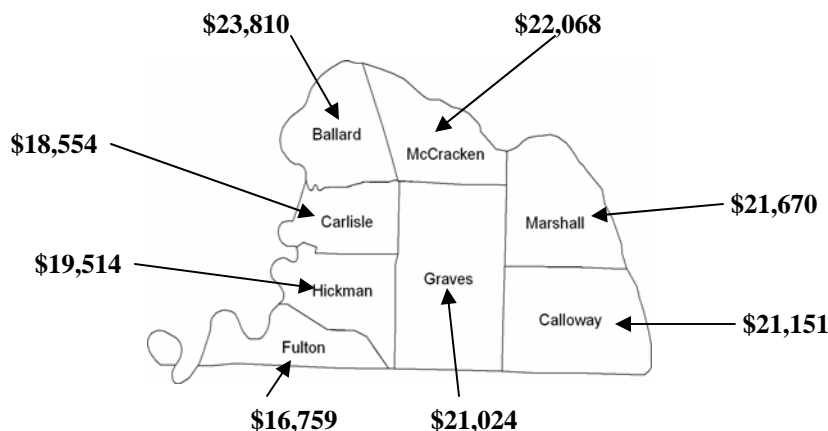 $23,810
$22,068
Ballard
McCracken
$18,554
$21,670
Carlisle
Marshall
$19,514
Graves
Hickman
Calloway
$21,151
Fulton
$16,759
$21,024